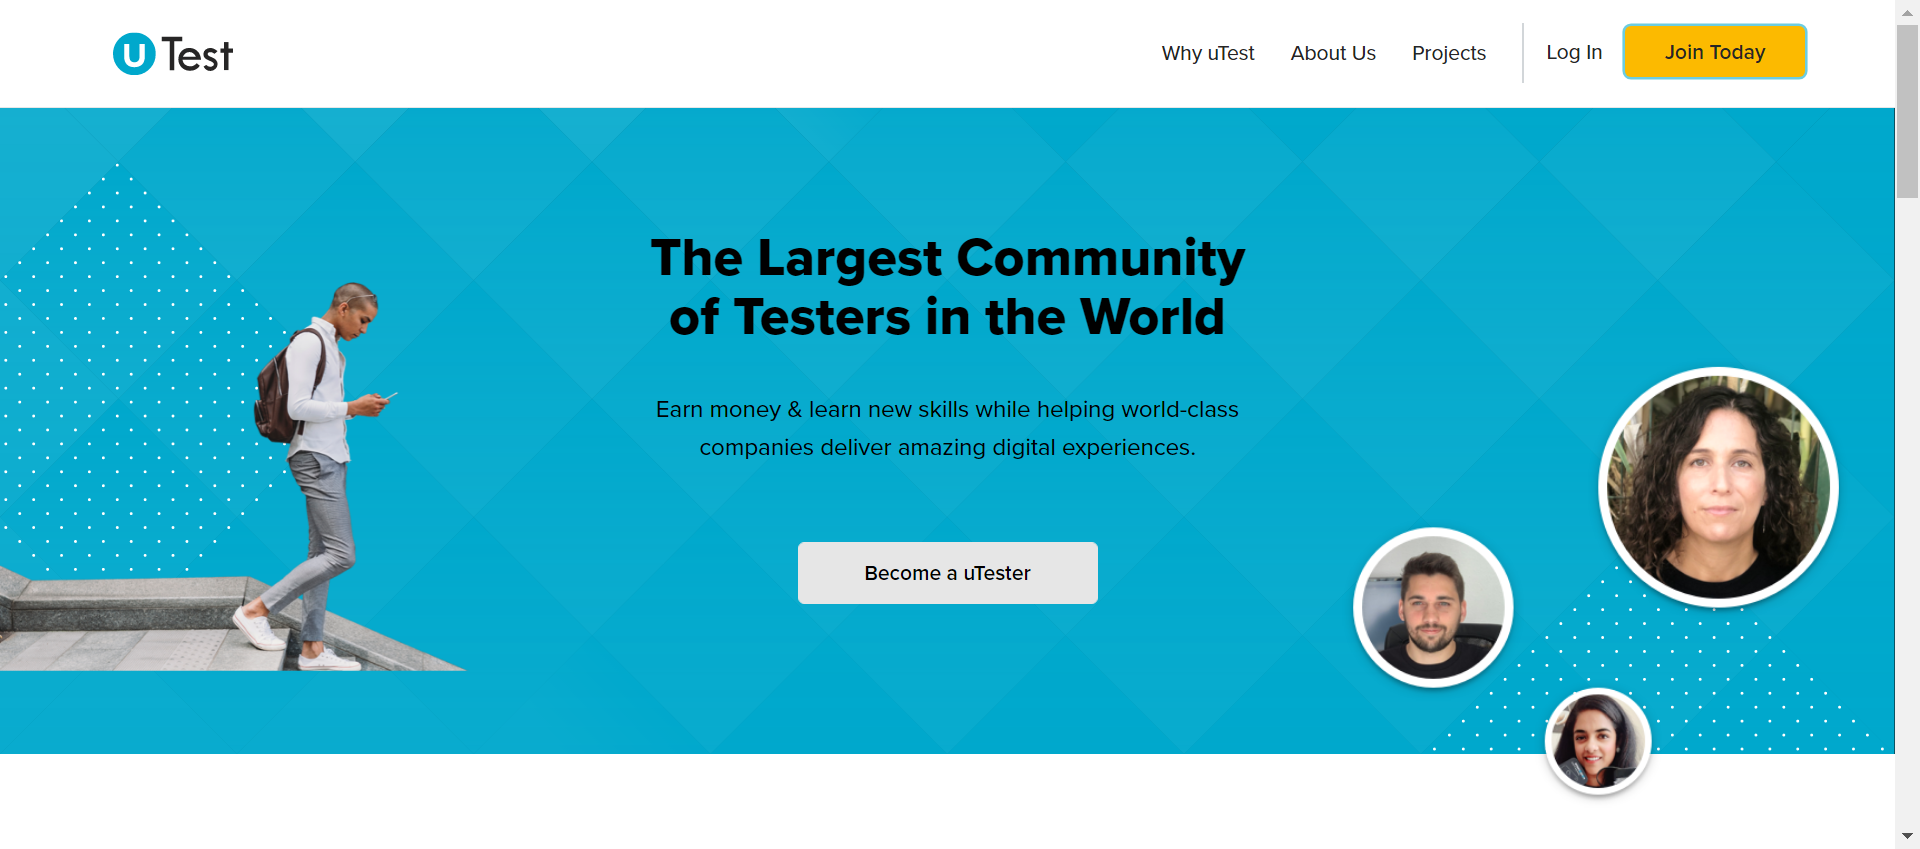 uTest
Why uTest
About Us
Projects
Log In
Join Today
The Largest Community
of Testers in the World
Earn money & learn new skills while helping world-class
companies deliver amazing digital experiences.
Become a uTester